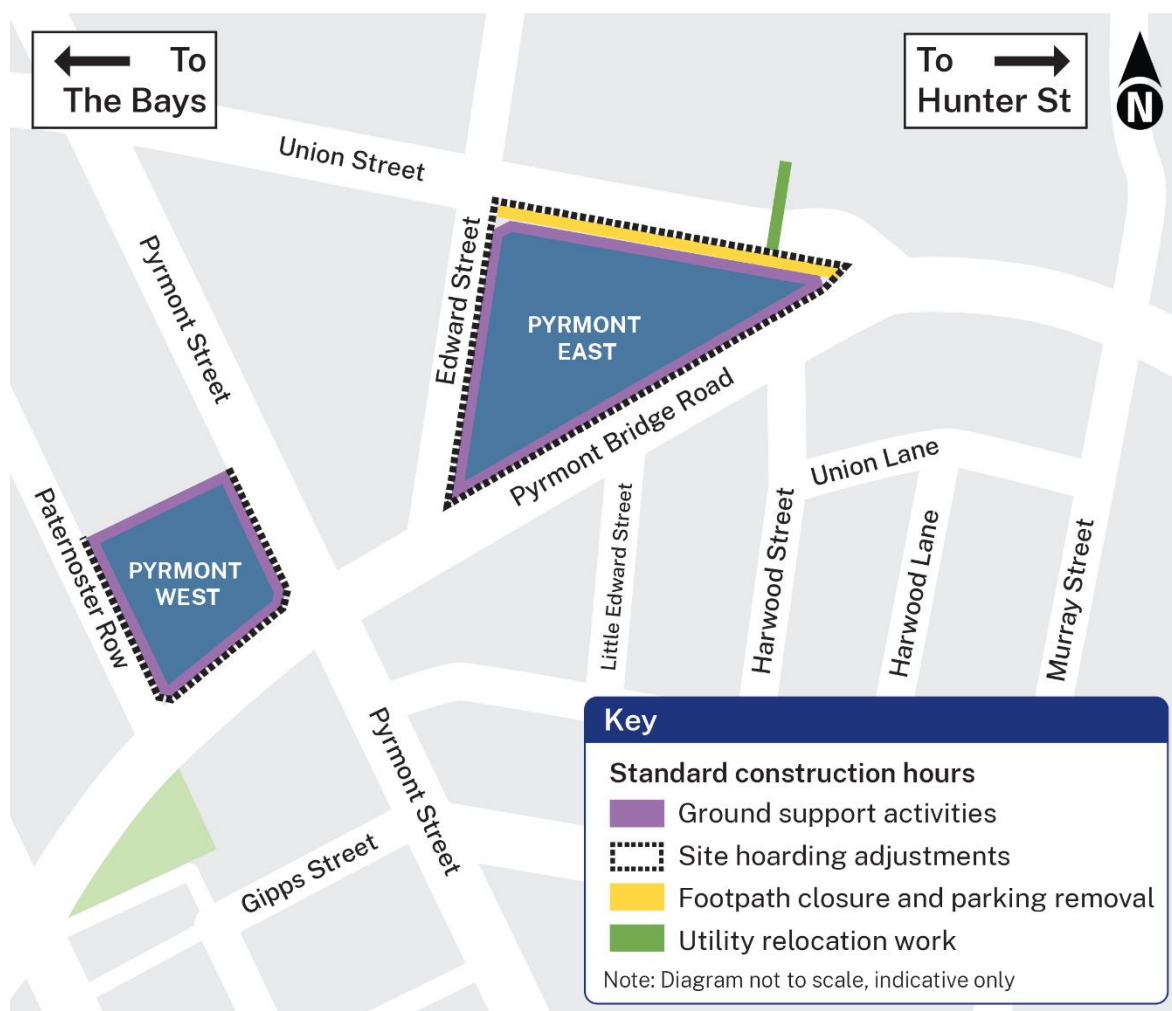 To
The Bays
To
Hunter St
N
Union Street
Pyrmont Street
Edward Street
PYRMONT
EAST
Pyrmont Bridge Road
Union Lane
Paternoster Row
PYRMONT
WEST
Little Edward Street
Harwood Street
Harwood Lane
Murray Street
Pyrmont Street
Gipps Street
Key
Standard construction hours
Ground support activities
Site hoarding adjustments
Footpath closure and parking removal
Utility relocation work
Note: Diagram not to scale, indicative only